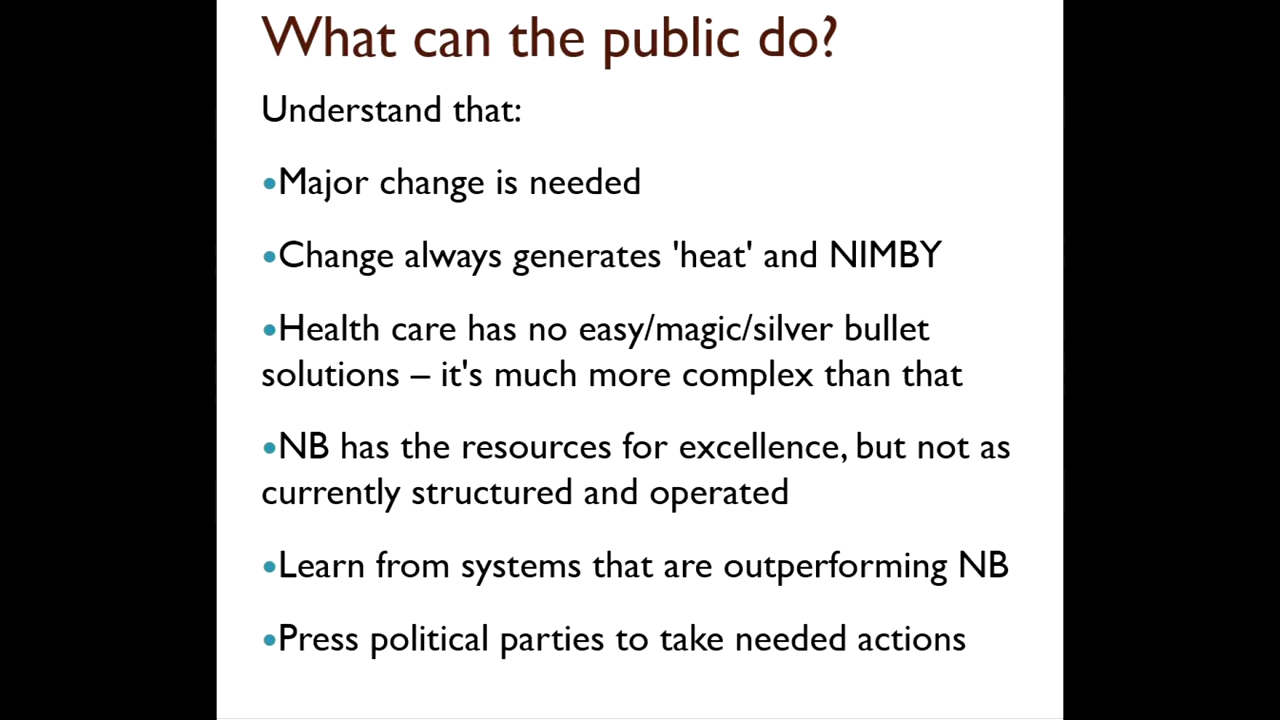 What can the public do?
Understand that:
•Major change is needed
•Change always generates 'heat' and NIMBY
•Health care has no easy/magic/silver bullet
solutions – it's much more complex than that
•NB has the resources for excellence, but not as
currently structured and operated
•Learn from systems that are outperforming NB
•Press political parties to take needed actions